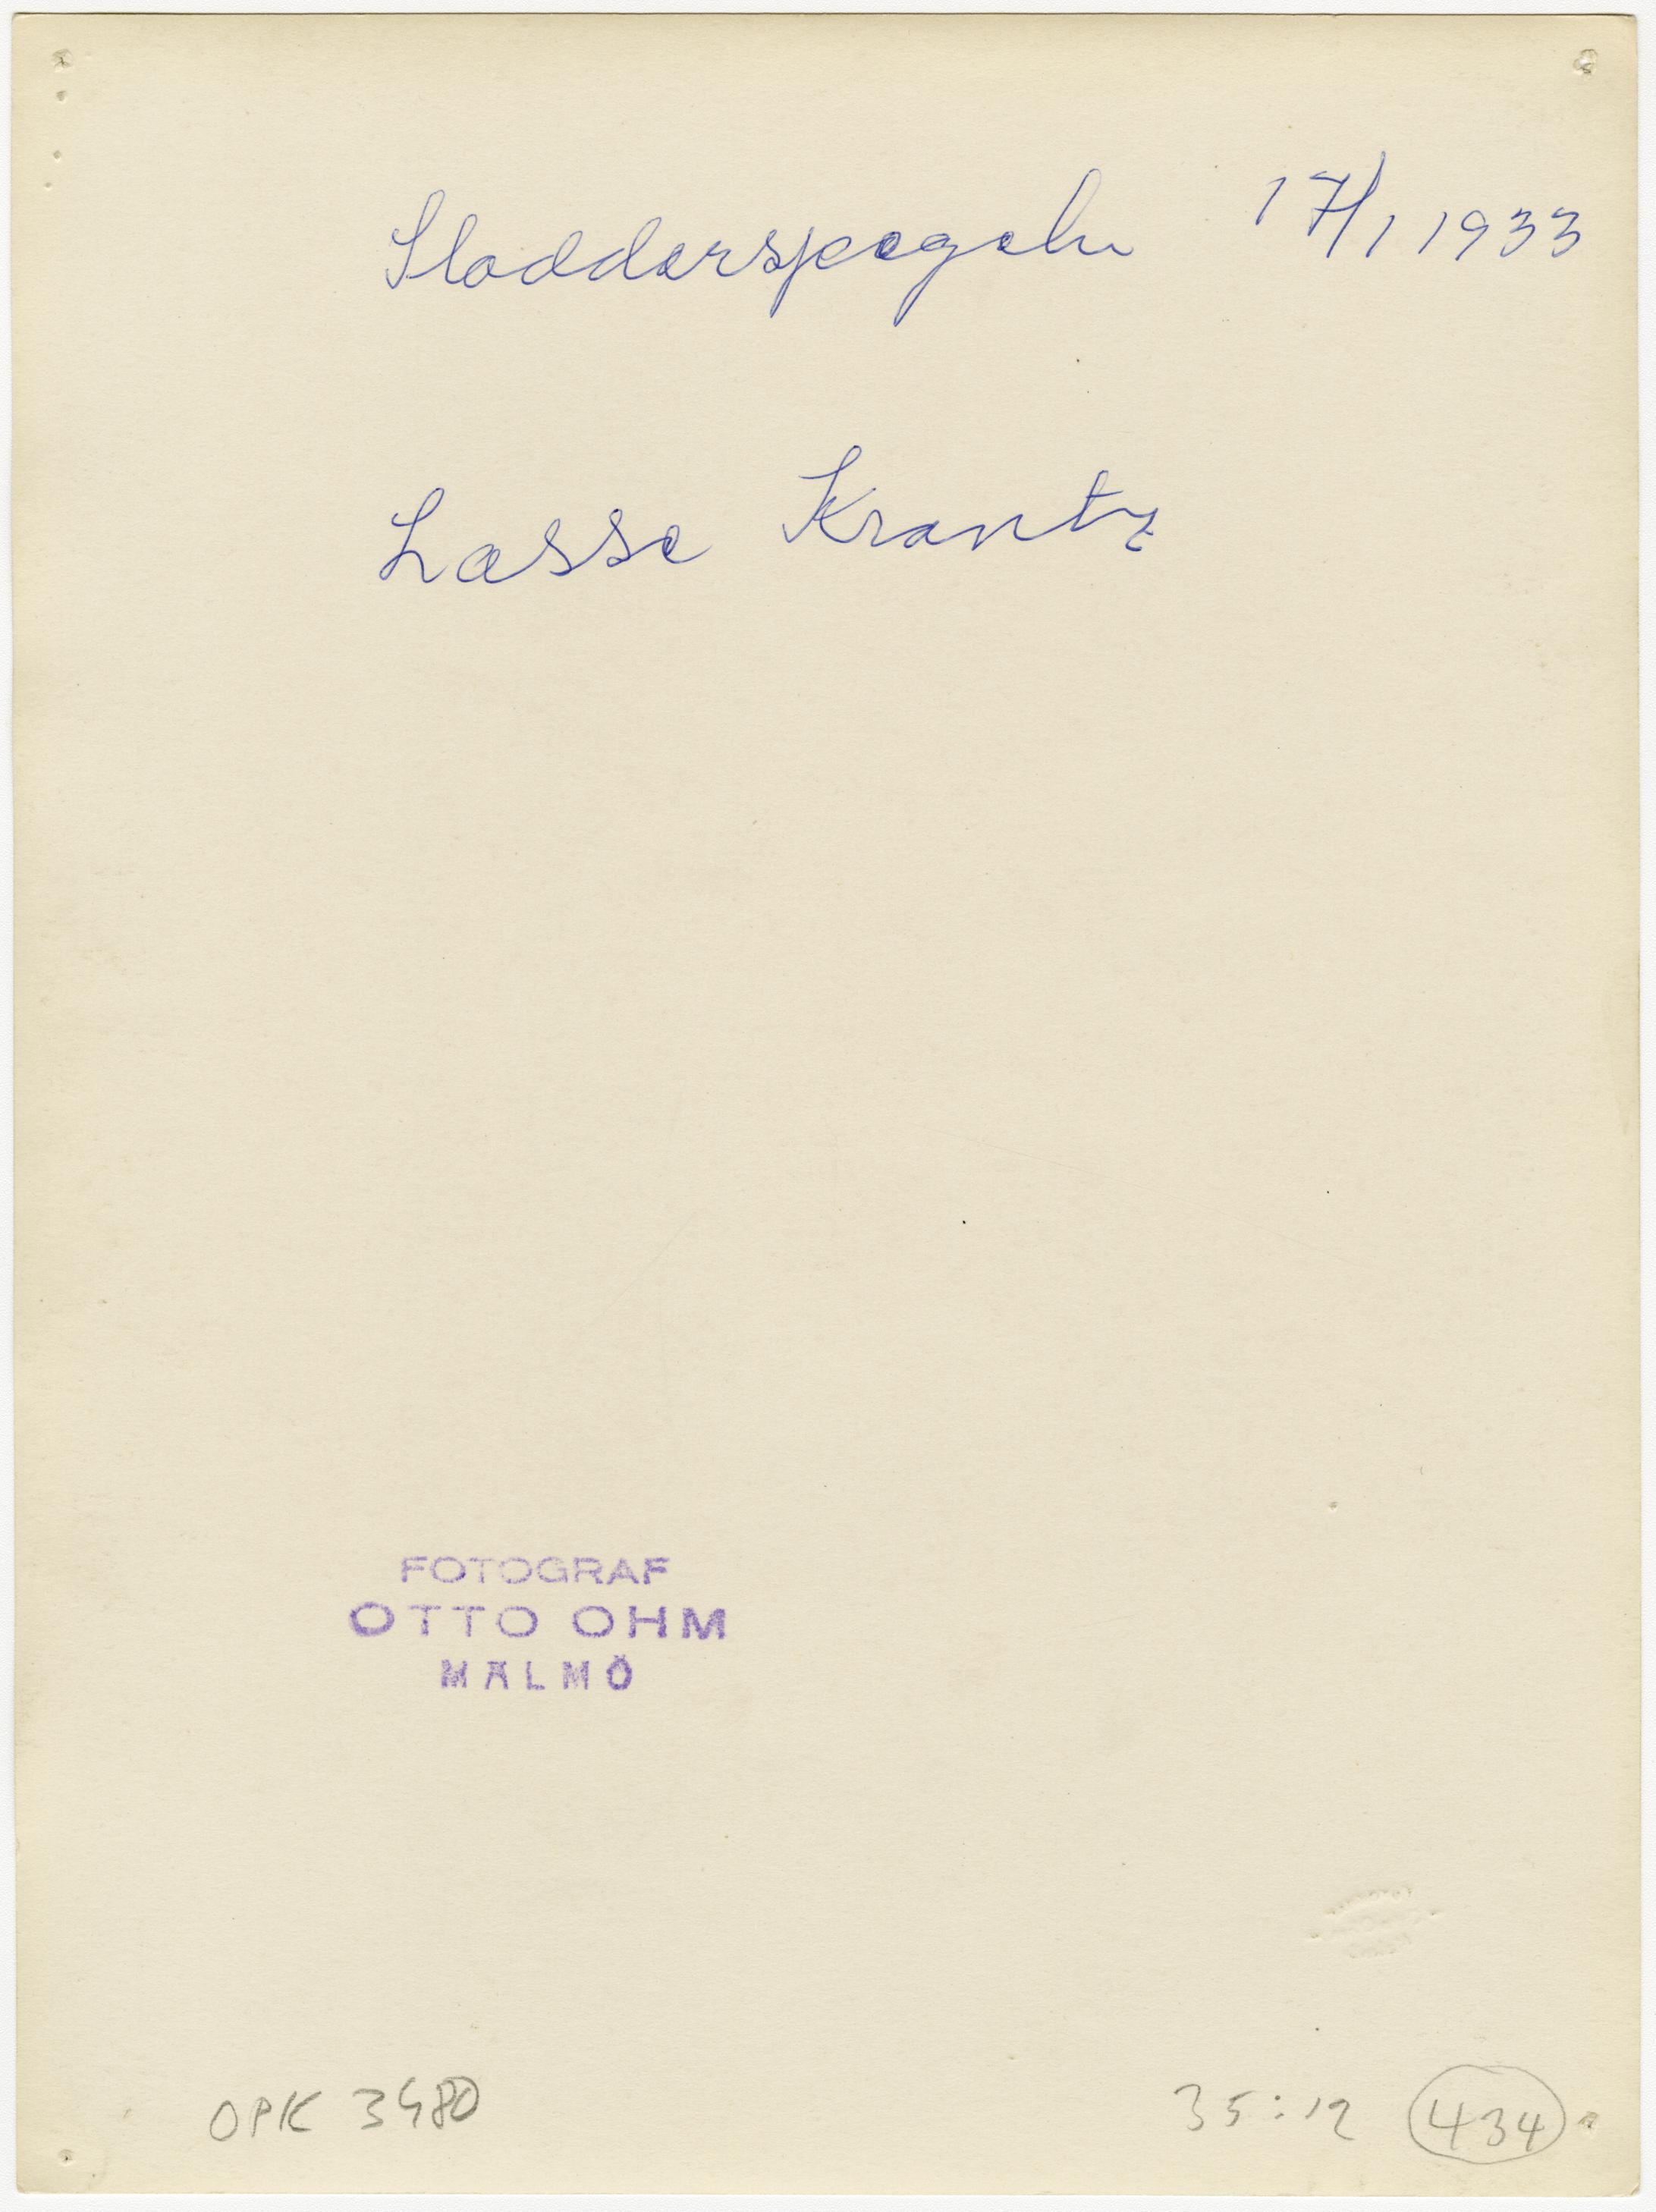 Sladderspegeln 17/1 1933
Lasse Krantz
FOTOGRAF
OTTO OHM
MALMÖ
OPK 3480
35:12 434